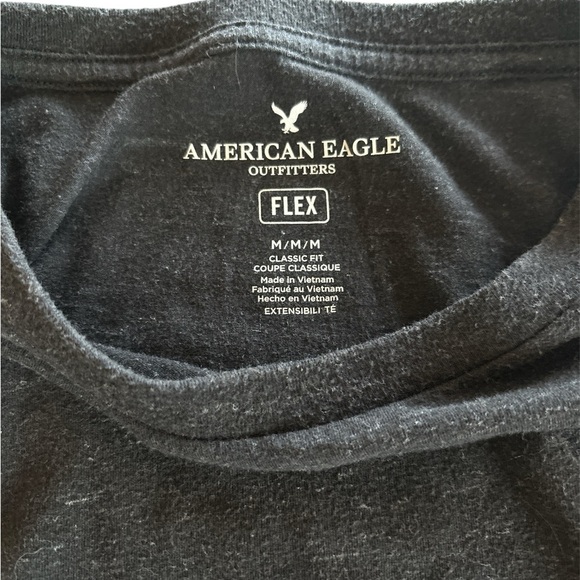 AMERICAN EAGLE
OUTFITTERS
FLEX
M/M/M
CLASSIC FIT
COUPE CLASSIQUE
Made in Vietnam
Fabriqué au Vietnam
Hecho en Vietnam
EXTENSIBILI TÉ